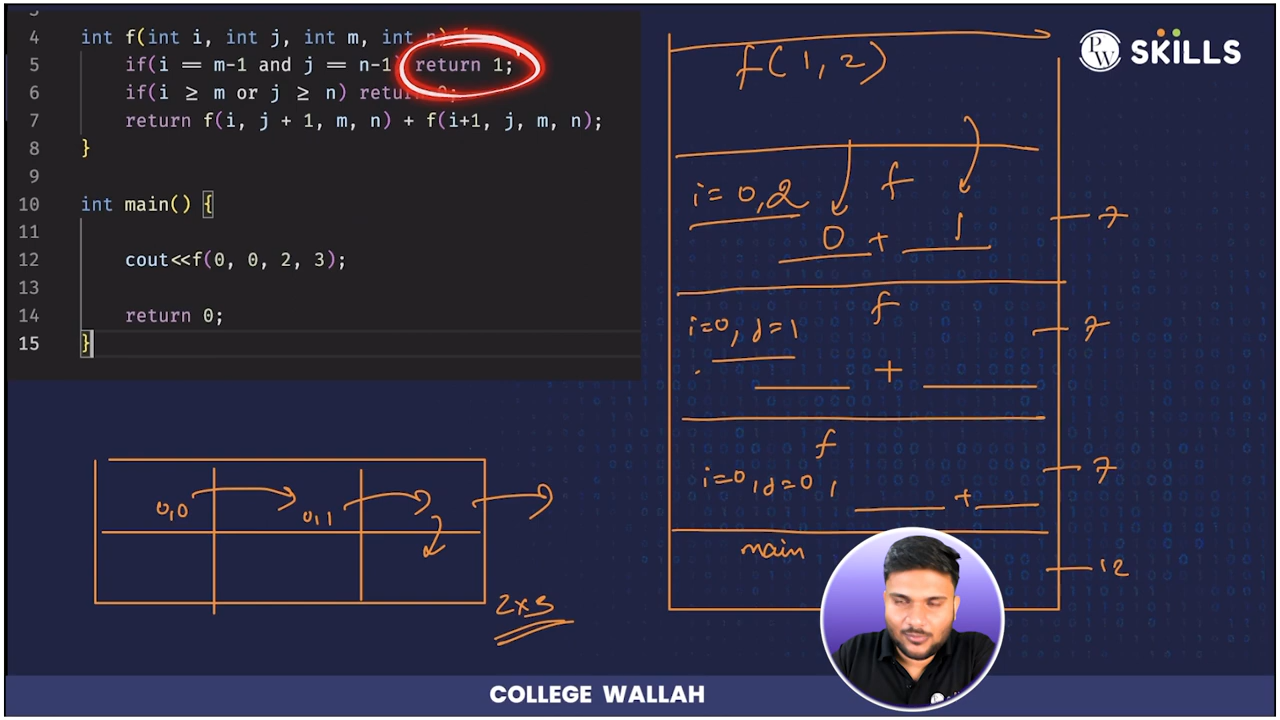 4 int f(int i, int j, int m, int n) {
5 if(i == m-1 and j == n-1) return 1;
6 if(i ≥ m or j ≥ n) return 0;
7 return f(i, j + 1, m, n) + f(i+1, j, m, n);
8 }
9
10 int main() {
11
12 cout<<f(0, 0, 2, 3);
13
14 return 0;
15 }
f(1,2)
PW SKILLS
i=0,2 f
0 + 1
7
f
i=0, j=1
+
7
f
i=0, j=0, +
7
main
12
0,0 0,1
2x3
COLLEGE WALLAH